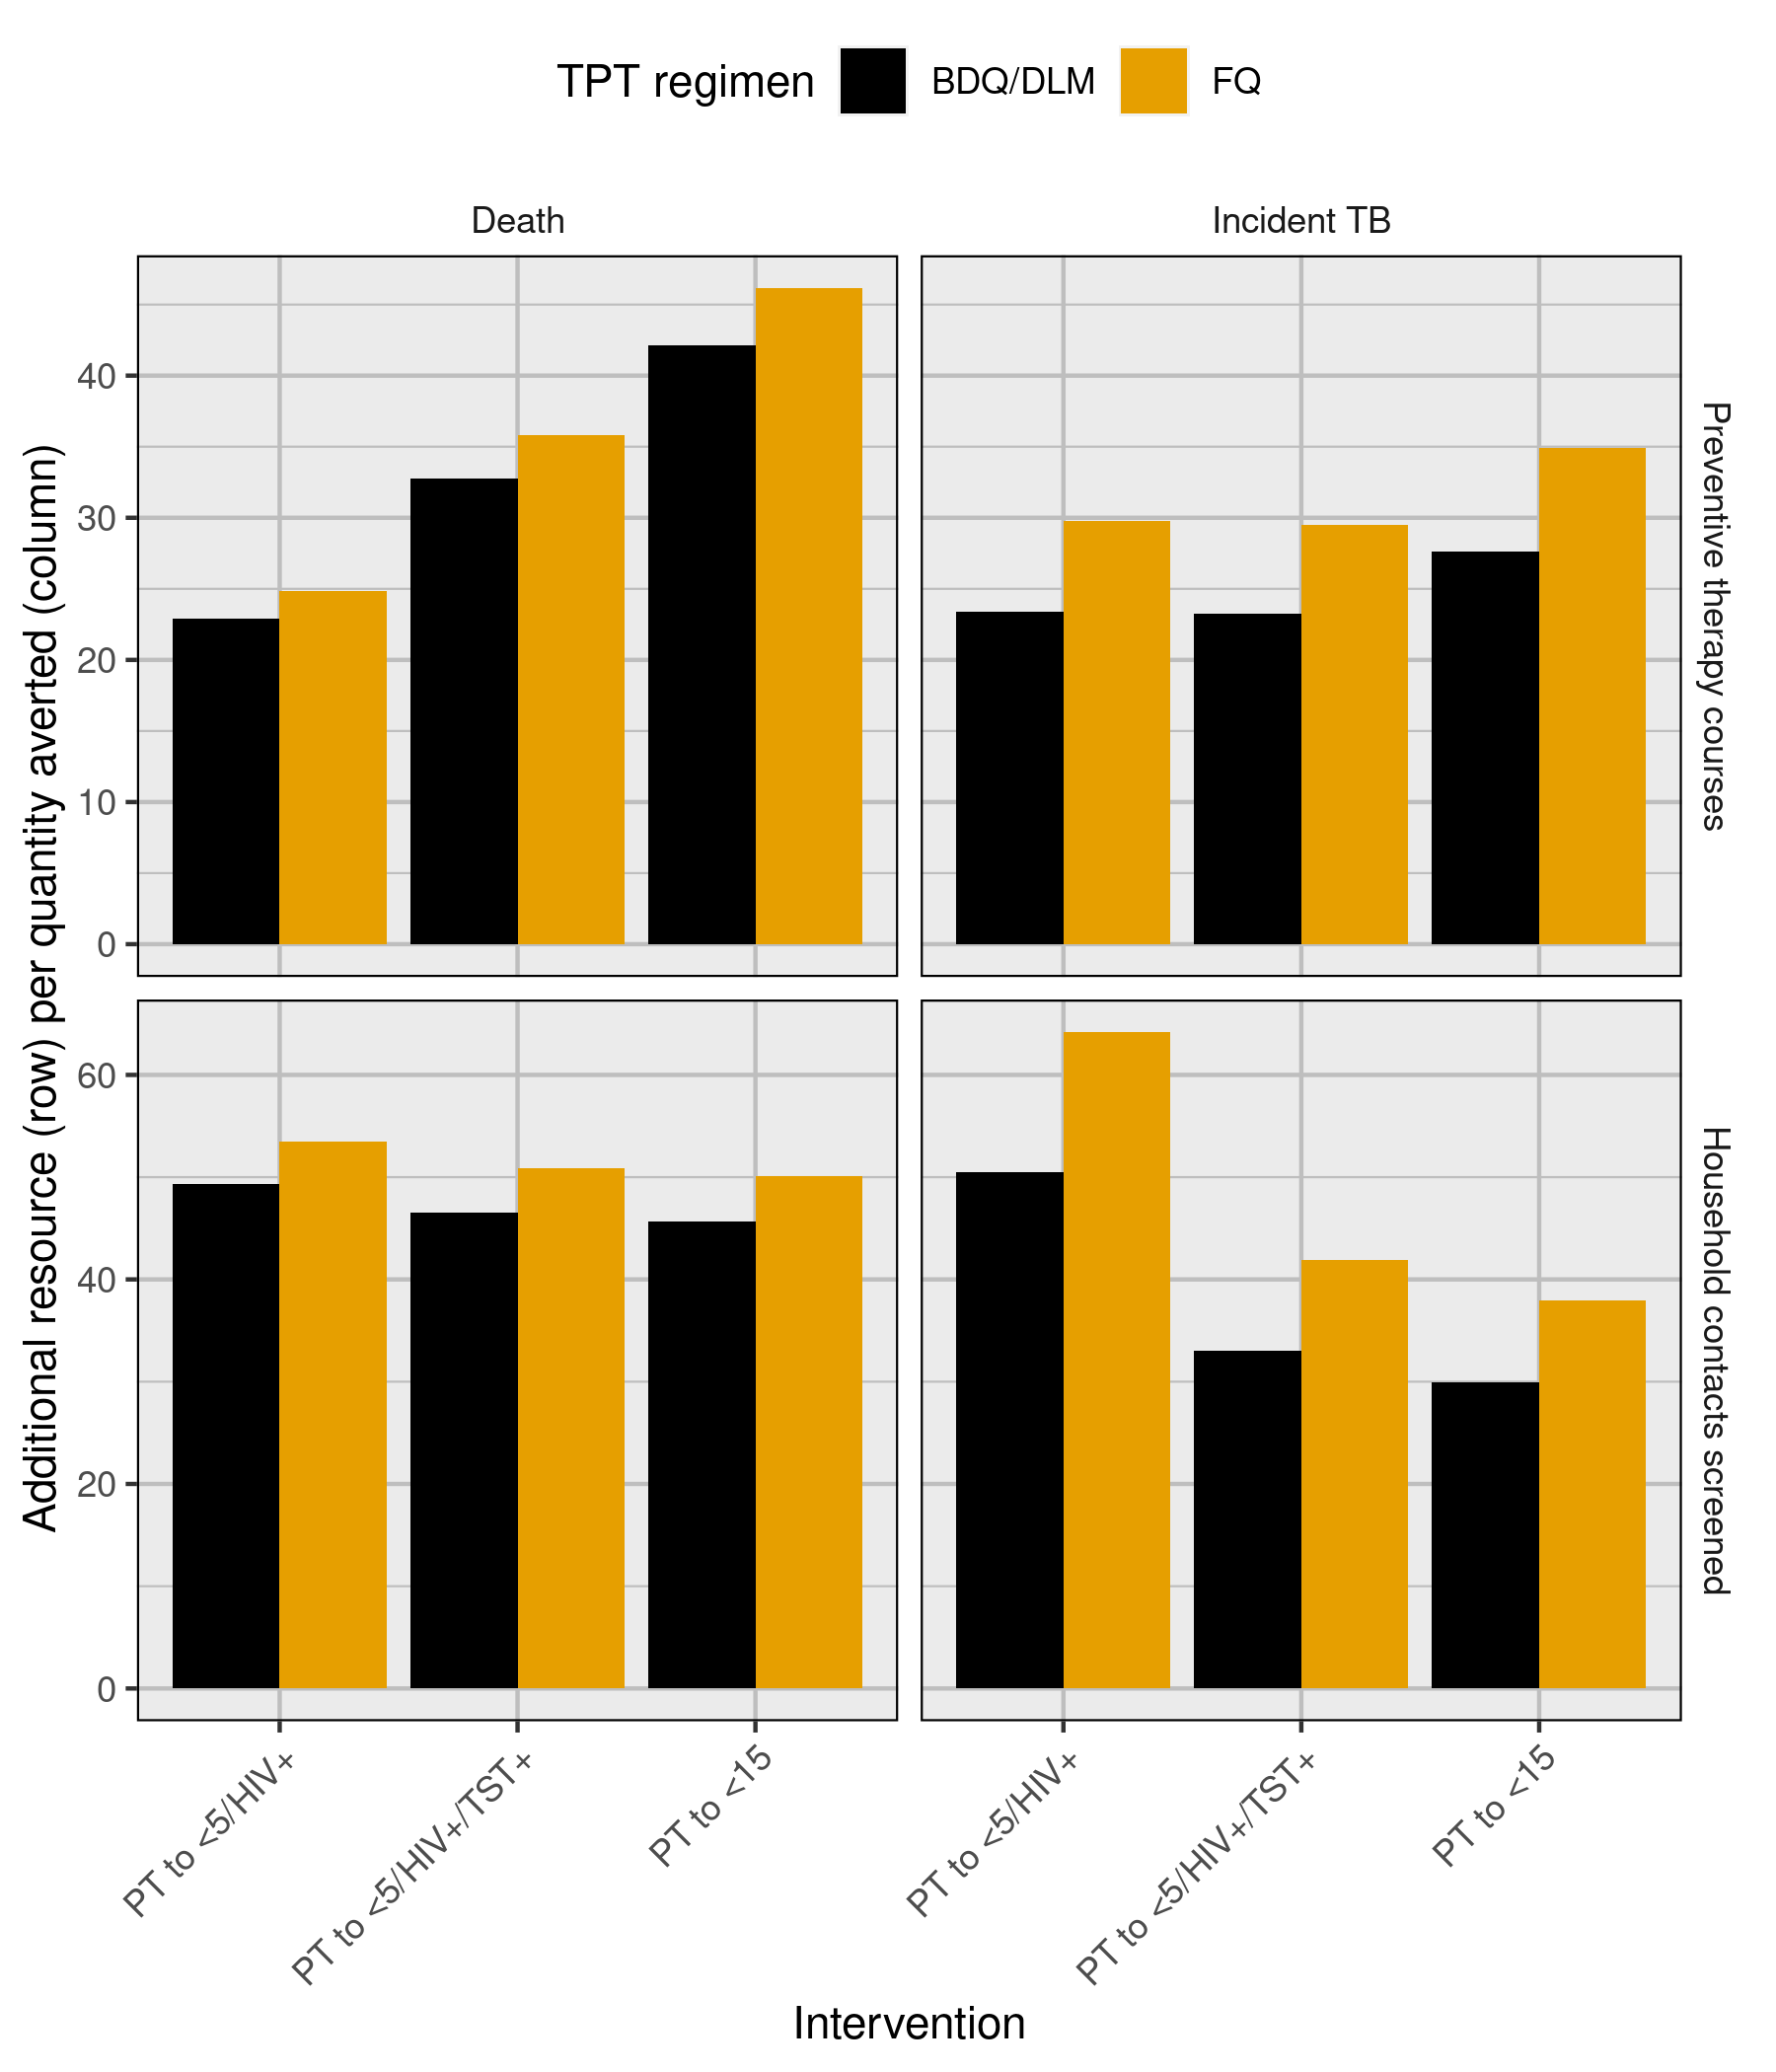 TPT regimen BDQ/DLM FQ
Death Incident TB
Additional resource (row) per quantity averted (column)
40
30
20
10
0
Preventive therapy courses
60
40
20
0
Household contacts screened
PT to <5/HIV+
PT to <5/HIV+/TST+
PT to <15
PT to <5/HIV+
PT to <5/HIV+/TST+
PT to <15
Intervention